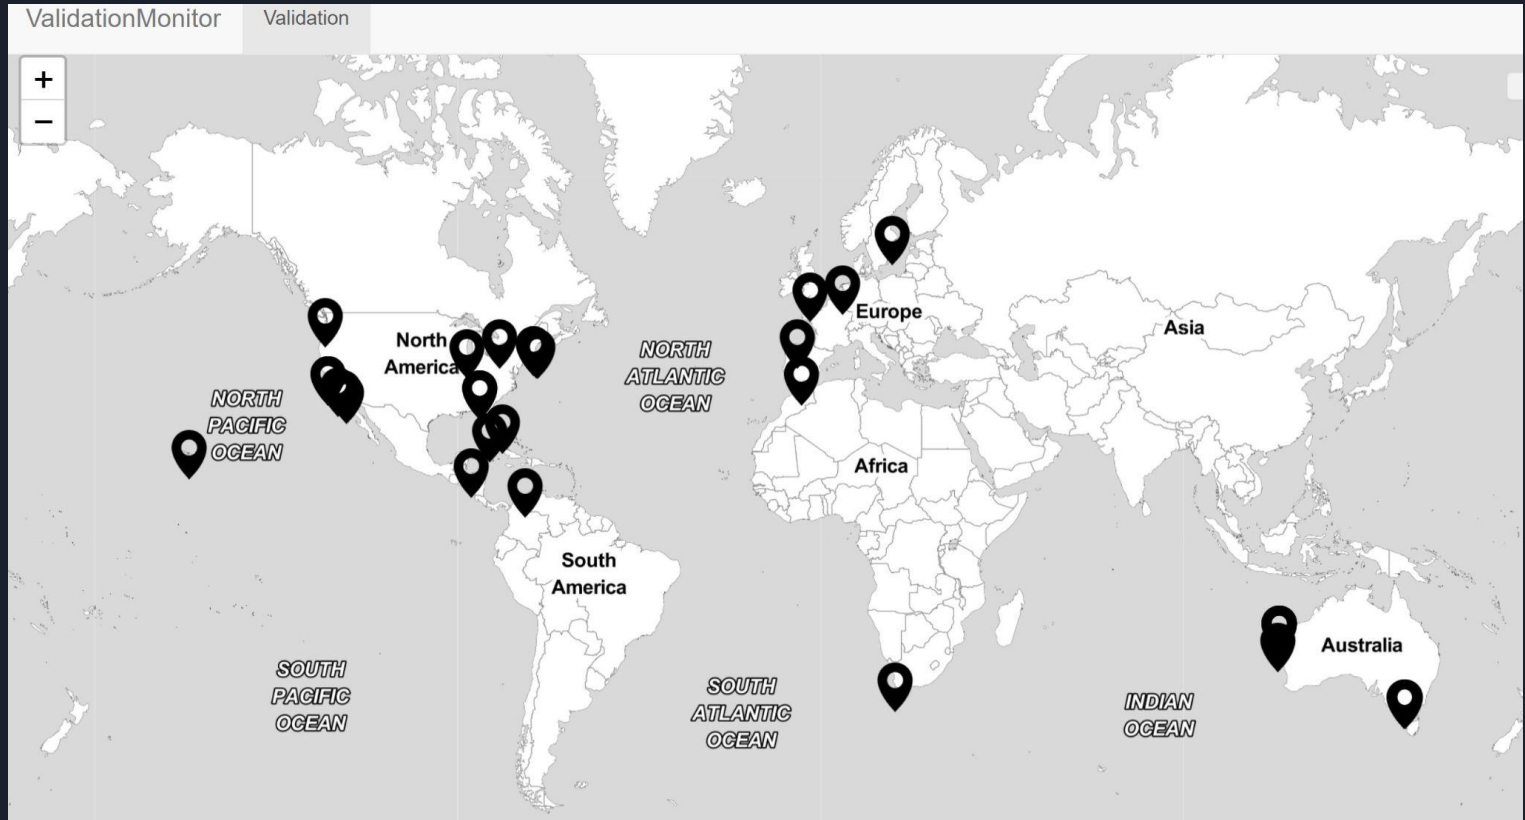 ValidationMonitor
Validation
+
−
North
America
Europe
Asia
NORTH
ATLANTIC
OCEAN
NORTH
PACIFIC
OCEAN
Africa
South
America
Australia
SOUTH
PACIFIC
OCEAN
SOUTH
ATLANTIC
OCEAN
INDIAN
OCEAN